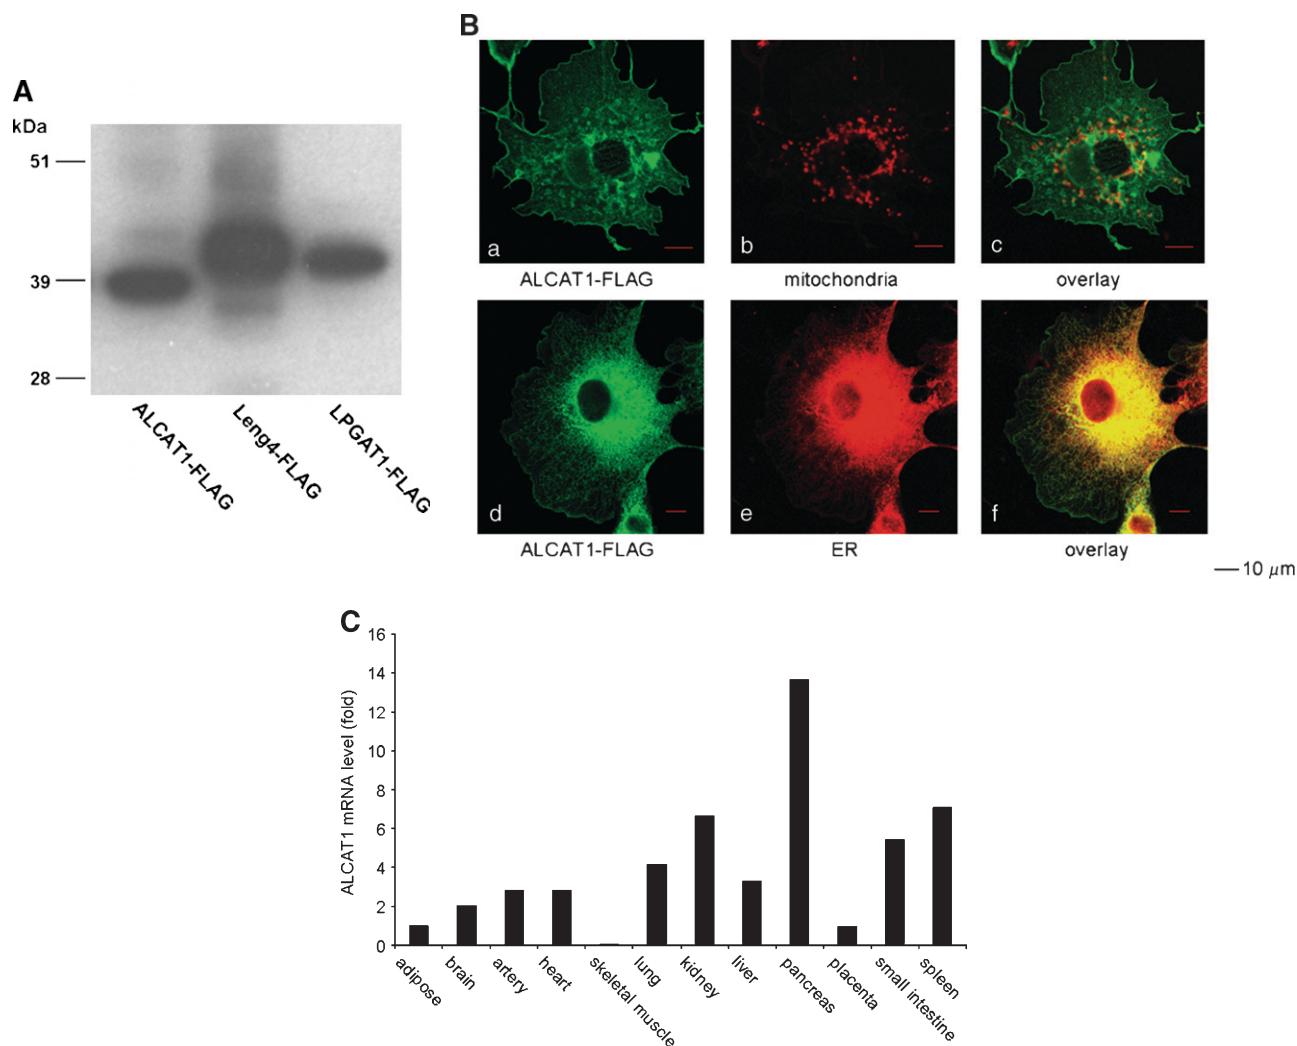 A
kDa
51
39
28
ALCAT1-FLAG
Leng4-FLAG
LPGAT1-FLAG
B
a
b
c
ALCAT1-FLAG
mitochondria
overlay
d
e
f
ALCAT1-FLAG
ER
overlay
10 μm
C
ALCAT1 mRNA level (fold)
16
14
12
10
8
6
4
2
0
adipose
brain
artery
heart
skeletal muscle
lung
kidney
liver
pancreas
placenta
small intestine
spleen